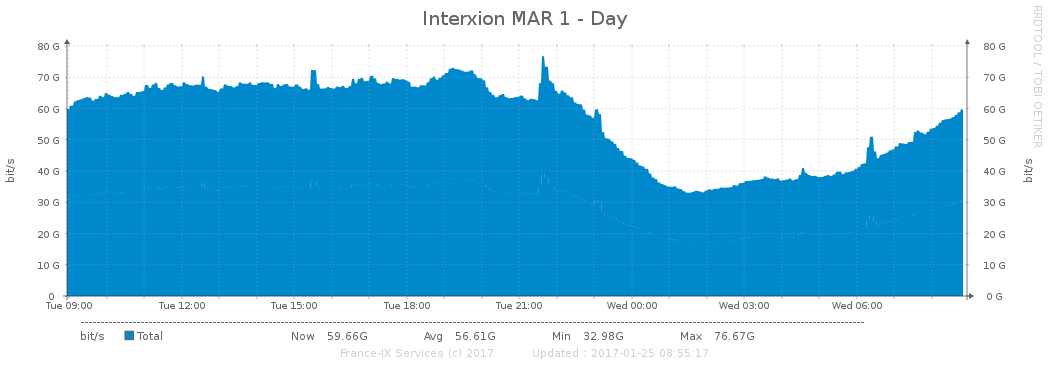 Interxion MAR 1 - Day
RRDTOOL / TOBI OETIKER
bit/s
80 G 80 G
70 G 70 G
60 G 60 G
50 G 50 G
40 G 40 G
30 G 30 G
20 G 20 G
10 G 10 G
0 0 G
bit/s
Tue 09:00 Tue 12:00 Tue 15:00 Tue 18:00 Tue 21:00 Wed 00:00 Wed 03:00 Wed 06:00
bit/s Total Now 59.66G Avg 56.61G Min 32.98G Max 76.67G
France-IX Services (c) 2017 Updated : 2017-01-25 08:55:17